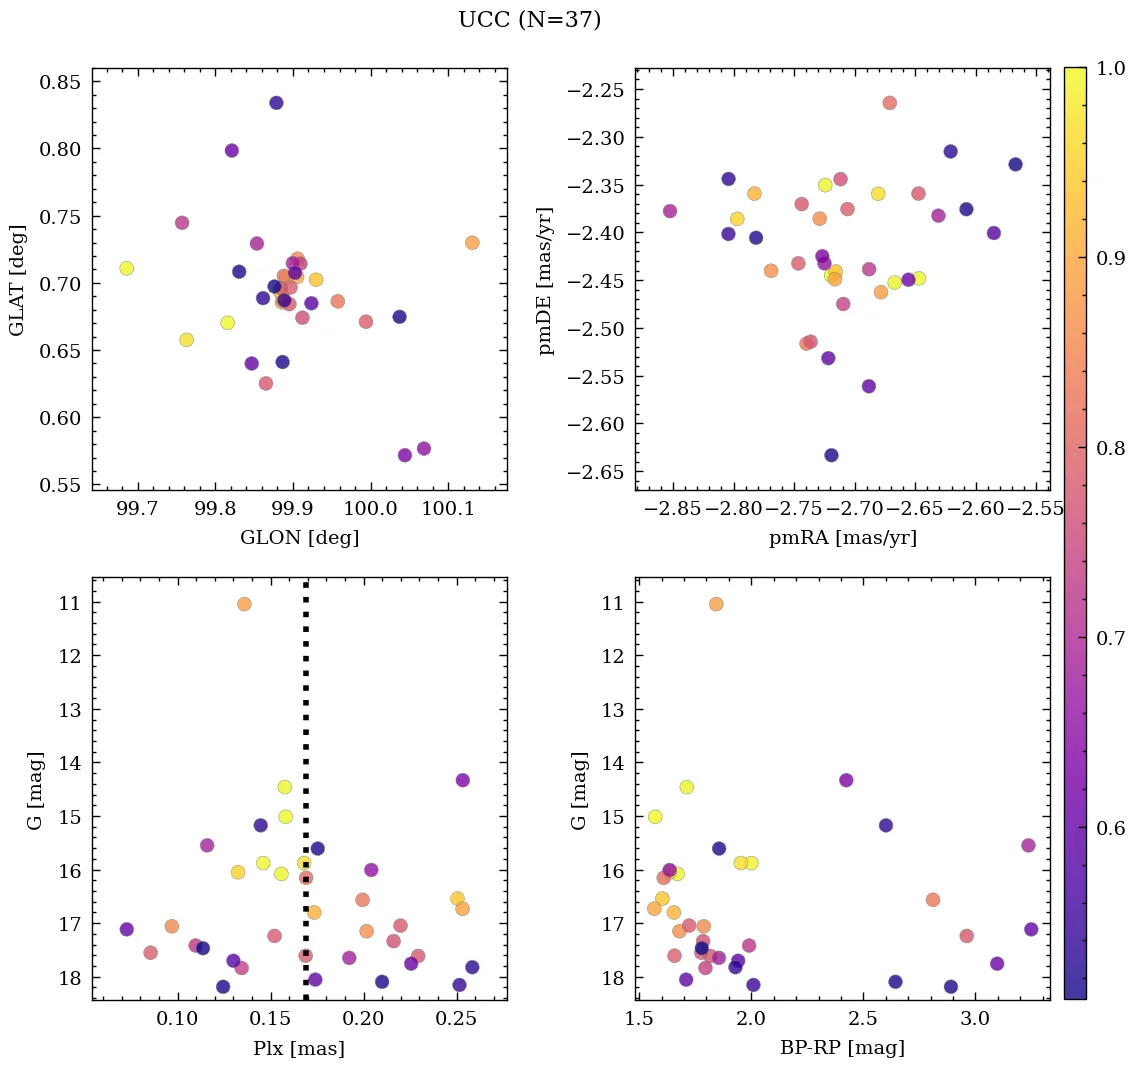 UCC (N=37)
0.85
0.80
0.75
0.70
0.65
0.60
0.55
GLAT [deg]
99.7 99.8 99.9 100.0 100.1
GLON [deg]
−2.25
−2.30
−2.35
−2.40
−2.45
−2.50
−2.55
−2.60
−2.65
pmDE [mas/yr]
−2.85 −2.80 −2.75 −2.70 −2.65 −2.60 −2.55
pmRA [mas/yr]
11
12
13
14
15
16
17
18
G [mag]
0.10 0.15 0.20 0.25
Plx [mas]
11
12
13
14
15
16
17
18
G [mag]
1.5 2.0 2.5 3.0
BP-RP [mag]
1.0
0.9
0.8
0.7
0.6